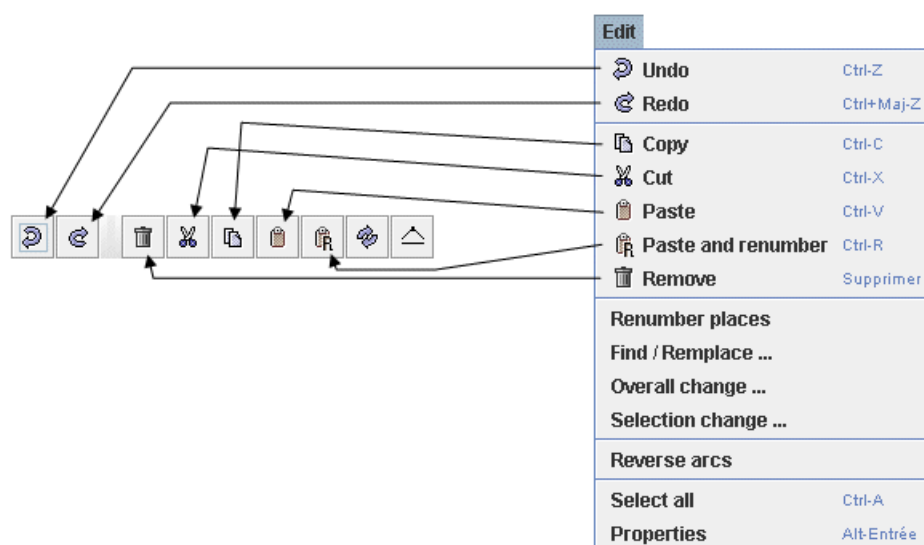 Edit
Undo Ctrl-Z
Redo Ctrl+Maj-Z
Copy Ctrl-C
Cut Ctrl-X
Paste Ctrl-V
R Paste and renumber Ctrl-R
R
Remove Supprimer
Renumber places
Find / Remplace ...
Overall change ...
Selection change ...
Reverse arcs
Select all Ctrl-A
Properties Alt-Entrée